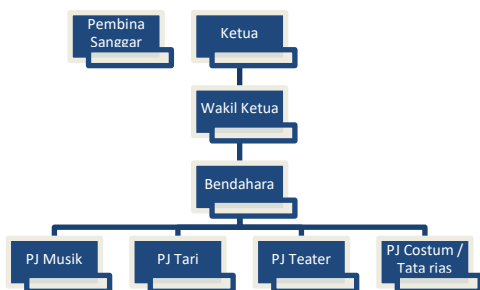 Pembina
Sanggar
Ketua
Wakil Ketua
Bendahara
PJ Musik
PJ Tari
PJ Teater
PJ Costum /
Tata rias